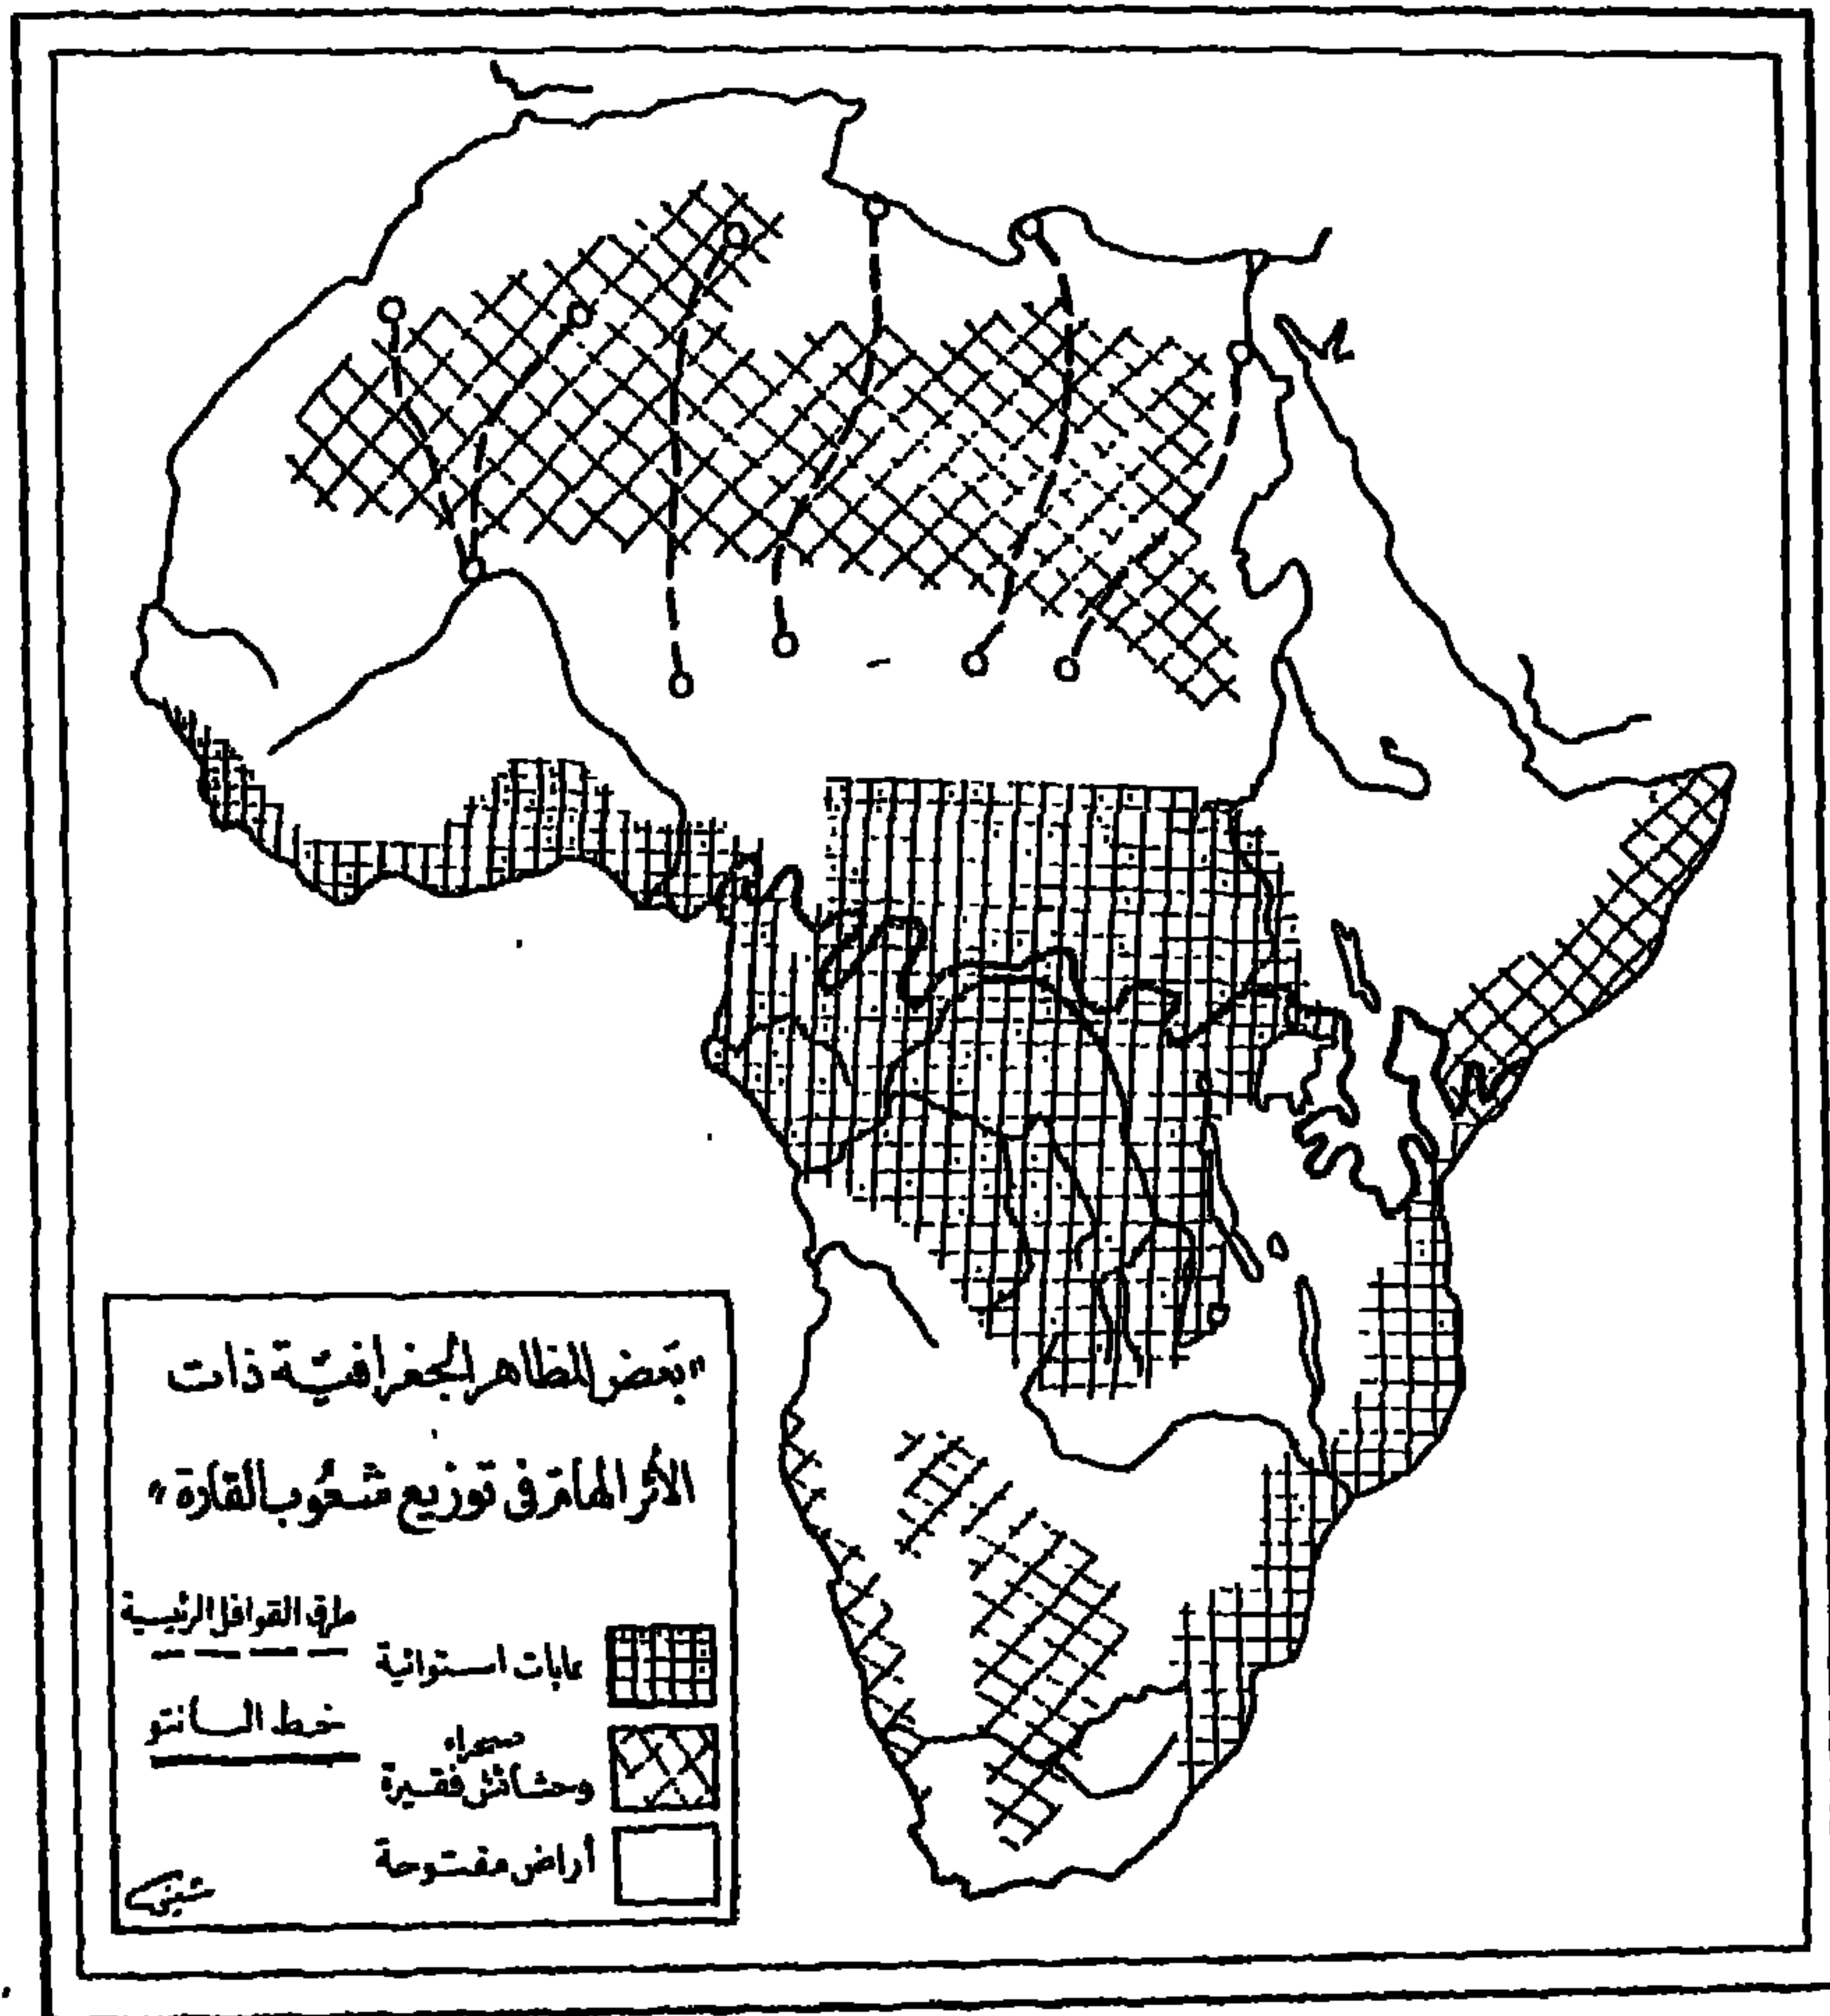 "بعض المظاهر الجغرافية ذات
الأثر الهام في توزيع شعوب القارة"
طرق القوافل الرئيسية
غابات استوائية
خط البانتو
صحراء
وحشائش فقيرة
أراض مفتوحة